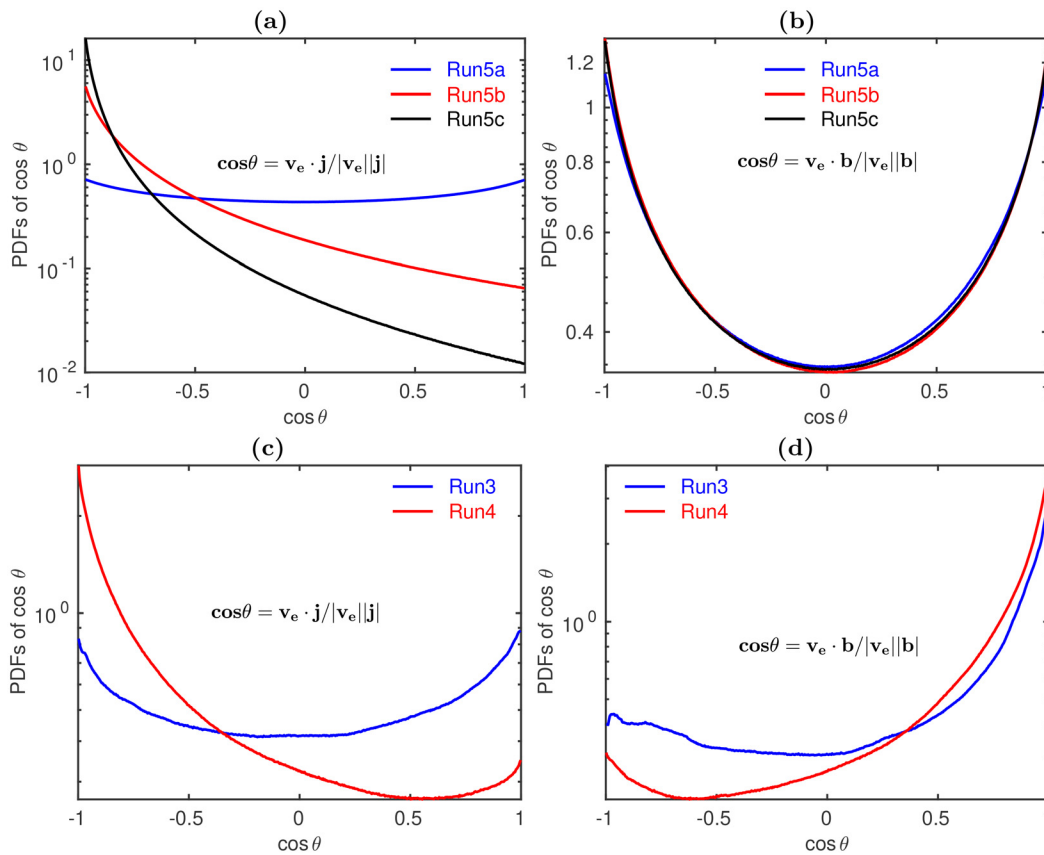 (a)
10^1
10^0
10^-1
10^-2
PDFs of cos θ
-1 -0.5 0 0.5 1
cos θ
Run5a
Run5b
Run5c
cosθ = v_e · j/|v_e||j|
(b)
1.2
1
0.8
0.6
0.4
PDFs of cos θ
-1 -0.5 0 0.5 1
cos θ
Run5a
Run5b
Run5c
cosθ = v_e · b/|v_e||b|
(c)
10^0
PDFs of cos θ
-1 -0.5 0 0.5 1
cos θ
Run3
Run4
cosθ = v_e · j/|v_e||j|
(d)
10^0
PDFs of cos θ
-1 -0.5 0 0.5 1
cos θ
Run3
Run4
cosθ = v_e · b/|v_e||b|